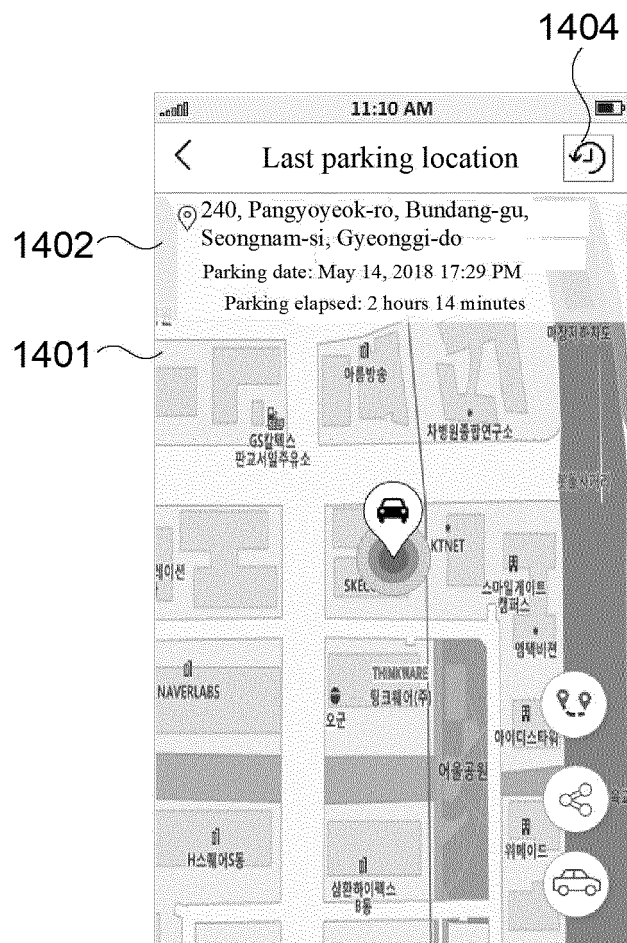 1404
11:10 AM
Last parking location
240, Pangyoyeok-ro, Bundang-gu,
Seongnam-si, Gyeonggi-do
1402
Parking date: May 14, 2018 17:29 PM
Parking elapsed: 2 hours 14 minutes
1401
아름방송
GS칼텍스
판교서일주유소
차병원종합연구소
KTNET
레이션
스마일게이트
캠퍼스
엠텍비젼
NAVERLABS
THINKWARE
팅크웨어(주)
오군
아이디스타워
어울공원
H스퀘어S동
위메이드
삼환하이펙스
B동